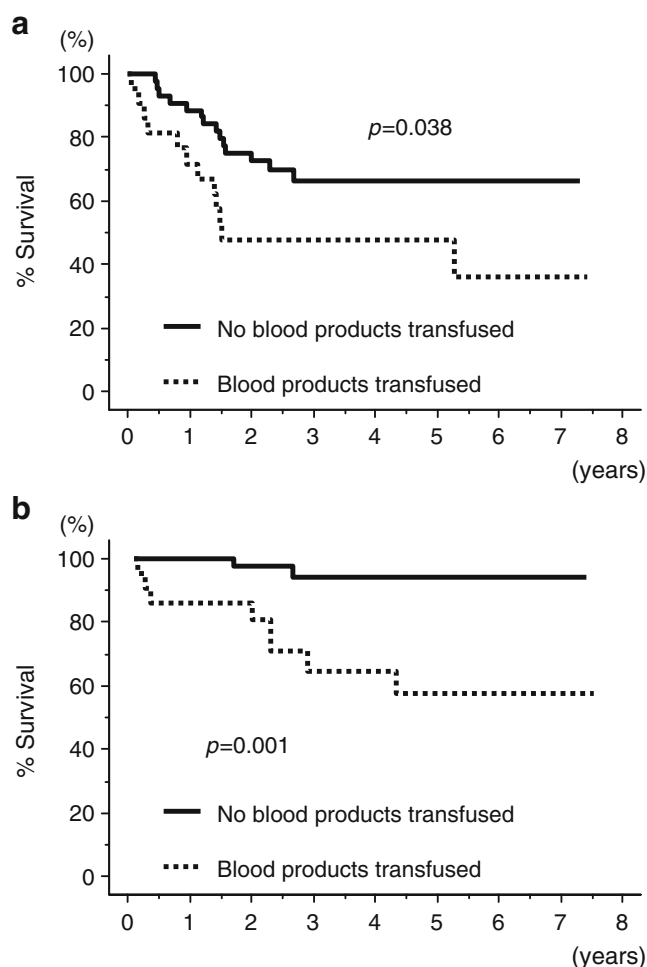 a
(%)
100
80
60
40
20
0
% Survival
p=0.038
No blood products transfused
Blood products transfused
0 1 2 3 4 5 6 7 8
(years)
b
(%)
100
80
60
40
20
0
% Survival
p=0.001
No blood products transfused
Blood products transfused
0 1 2 3 4 5 6 7 8
(years)